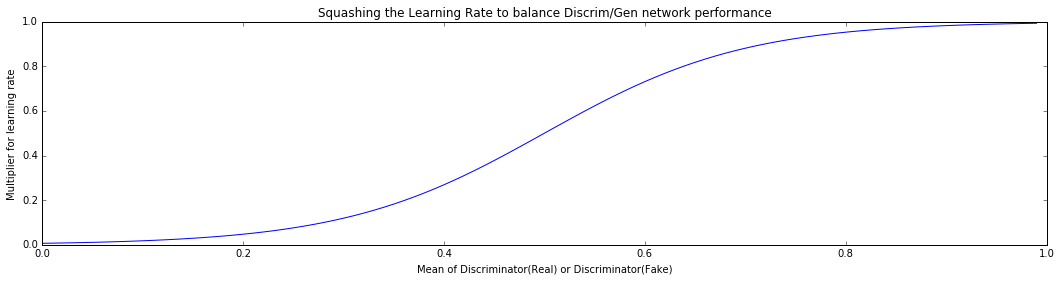 Squashing the Learning Rate to balance Discrim/Gen network performance
1.0
0.8
0.6
0.4
0.2
0.0
Multiplier for learning rate
0.0 0.2 0.4 0.6 0.8 1.0
Mean of Discriminator(Real) or Discriminator(Fake)